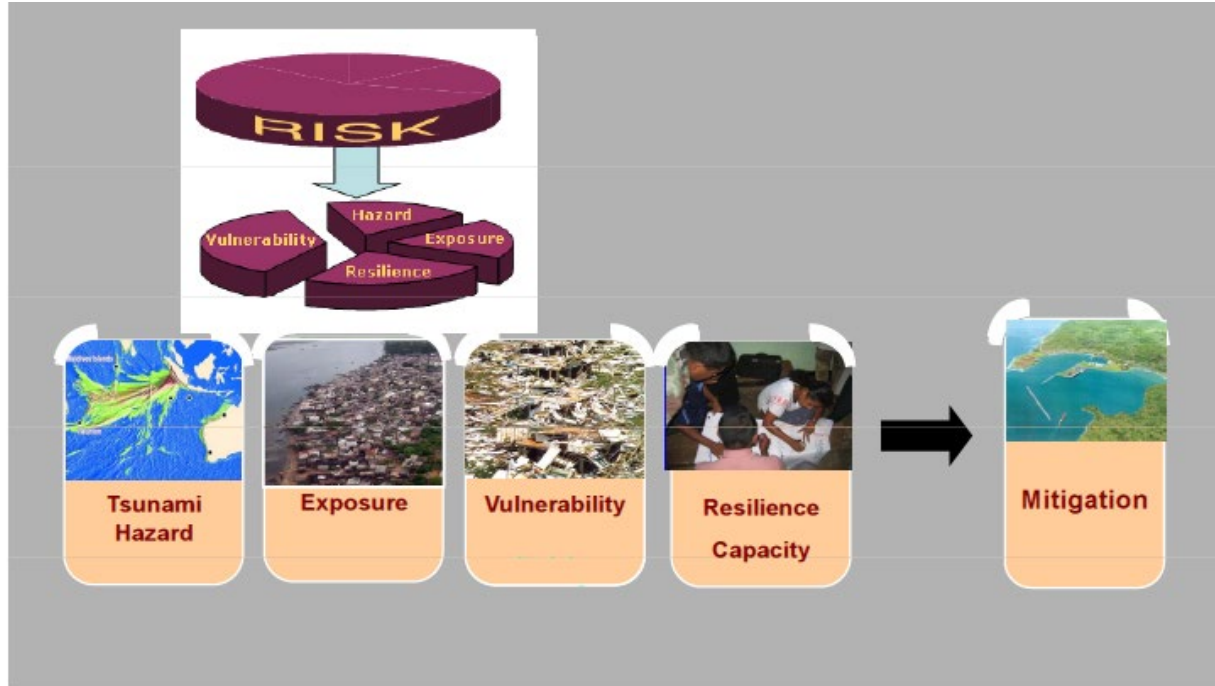 RISK
Hazard
Vulnerability
Exposure
Resilience
Tsunami
Hazard
Exposure
Vulnerability
Resilience
Capacity
Mitigation